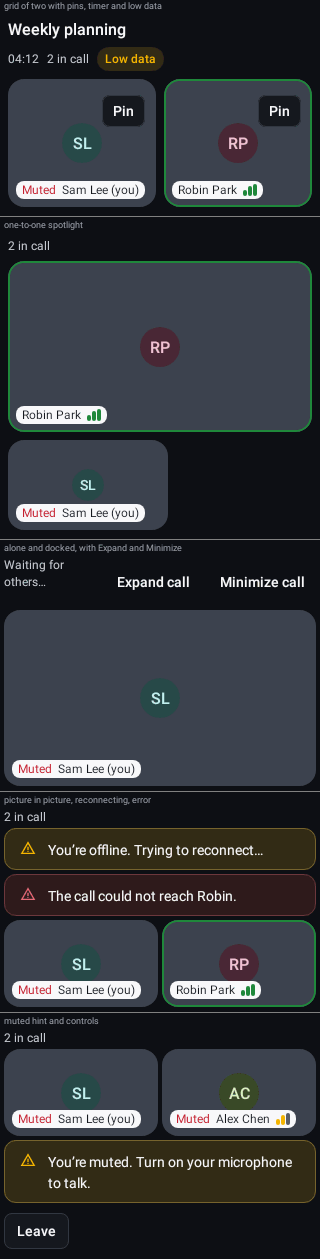 grid of two with pins, timer and low data
Weekly planning
04:12 2 in call Low data
Pin Pin
SL RP
Muted Sam Lee (you) Robin Park
one-to-one spotlight
2 in call
RP
Robin Park
SL
Muted Sam Lee (you)
alone and docked, with Expand and Minimize
Waiting for
others…
Expand call Minimize call
SL
Muted Sam Lee (you)
picture in picture, reconnecting, error
2 in call
You’re offline. Trying to reconnect…
The call could not reach Robin.
SL RP
Muted Sam Lee (you) Robin Park
muted hint and controls
2 in call
SL AC
Muted Sam Lee (you) Muted Alex Chen
You’re muted. Turn on your microphone
to talk.
Leave